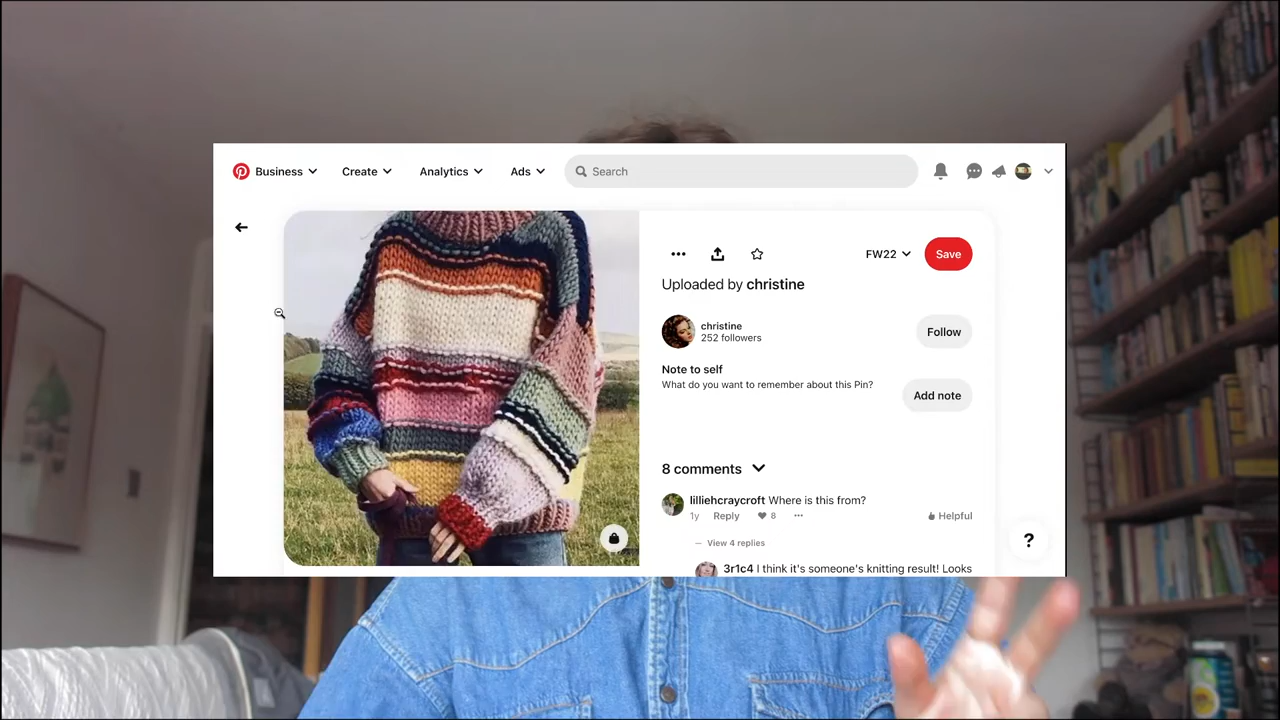 Business Create Analytics Ads Search
FW22 Save
Uploaded by christine
christine
252 followers
Follow
Note to self
What do you want to remember about this Pin?
Add note
8 comments
lilliehcraycroft Where is this from?
1y Reply 8 Helpful
View 4 replies
?
3r1c4 I think it's someone's knitting result! Looks